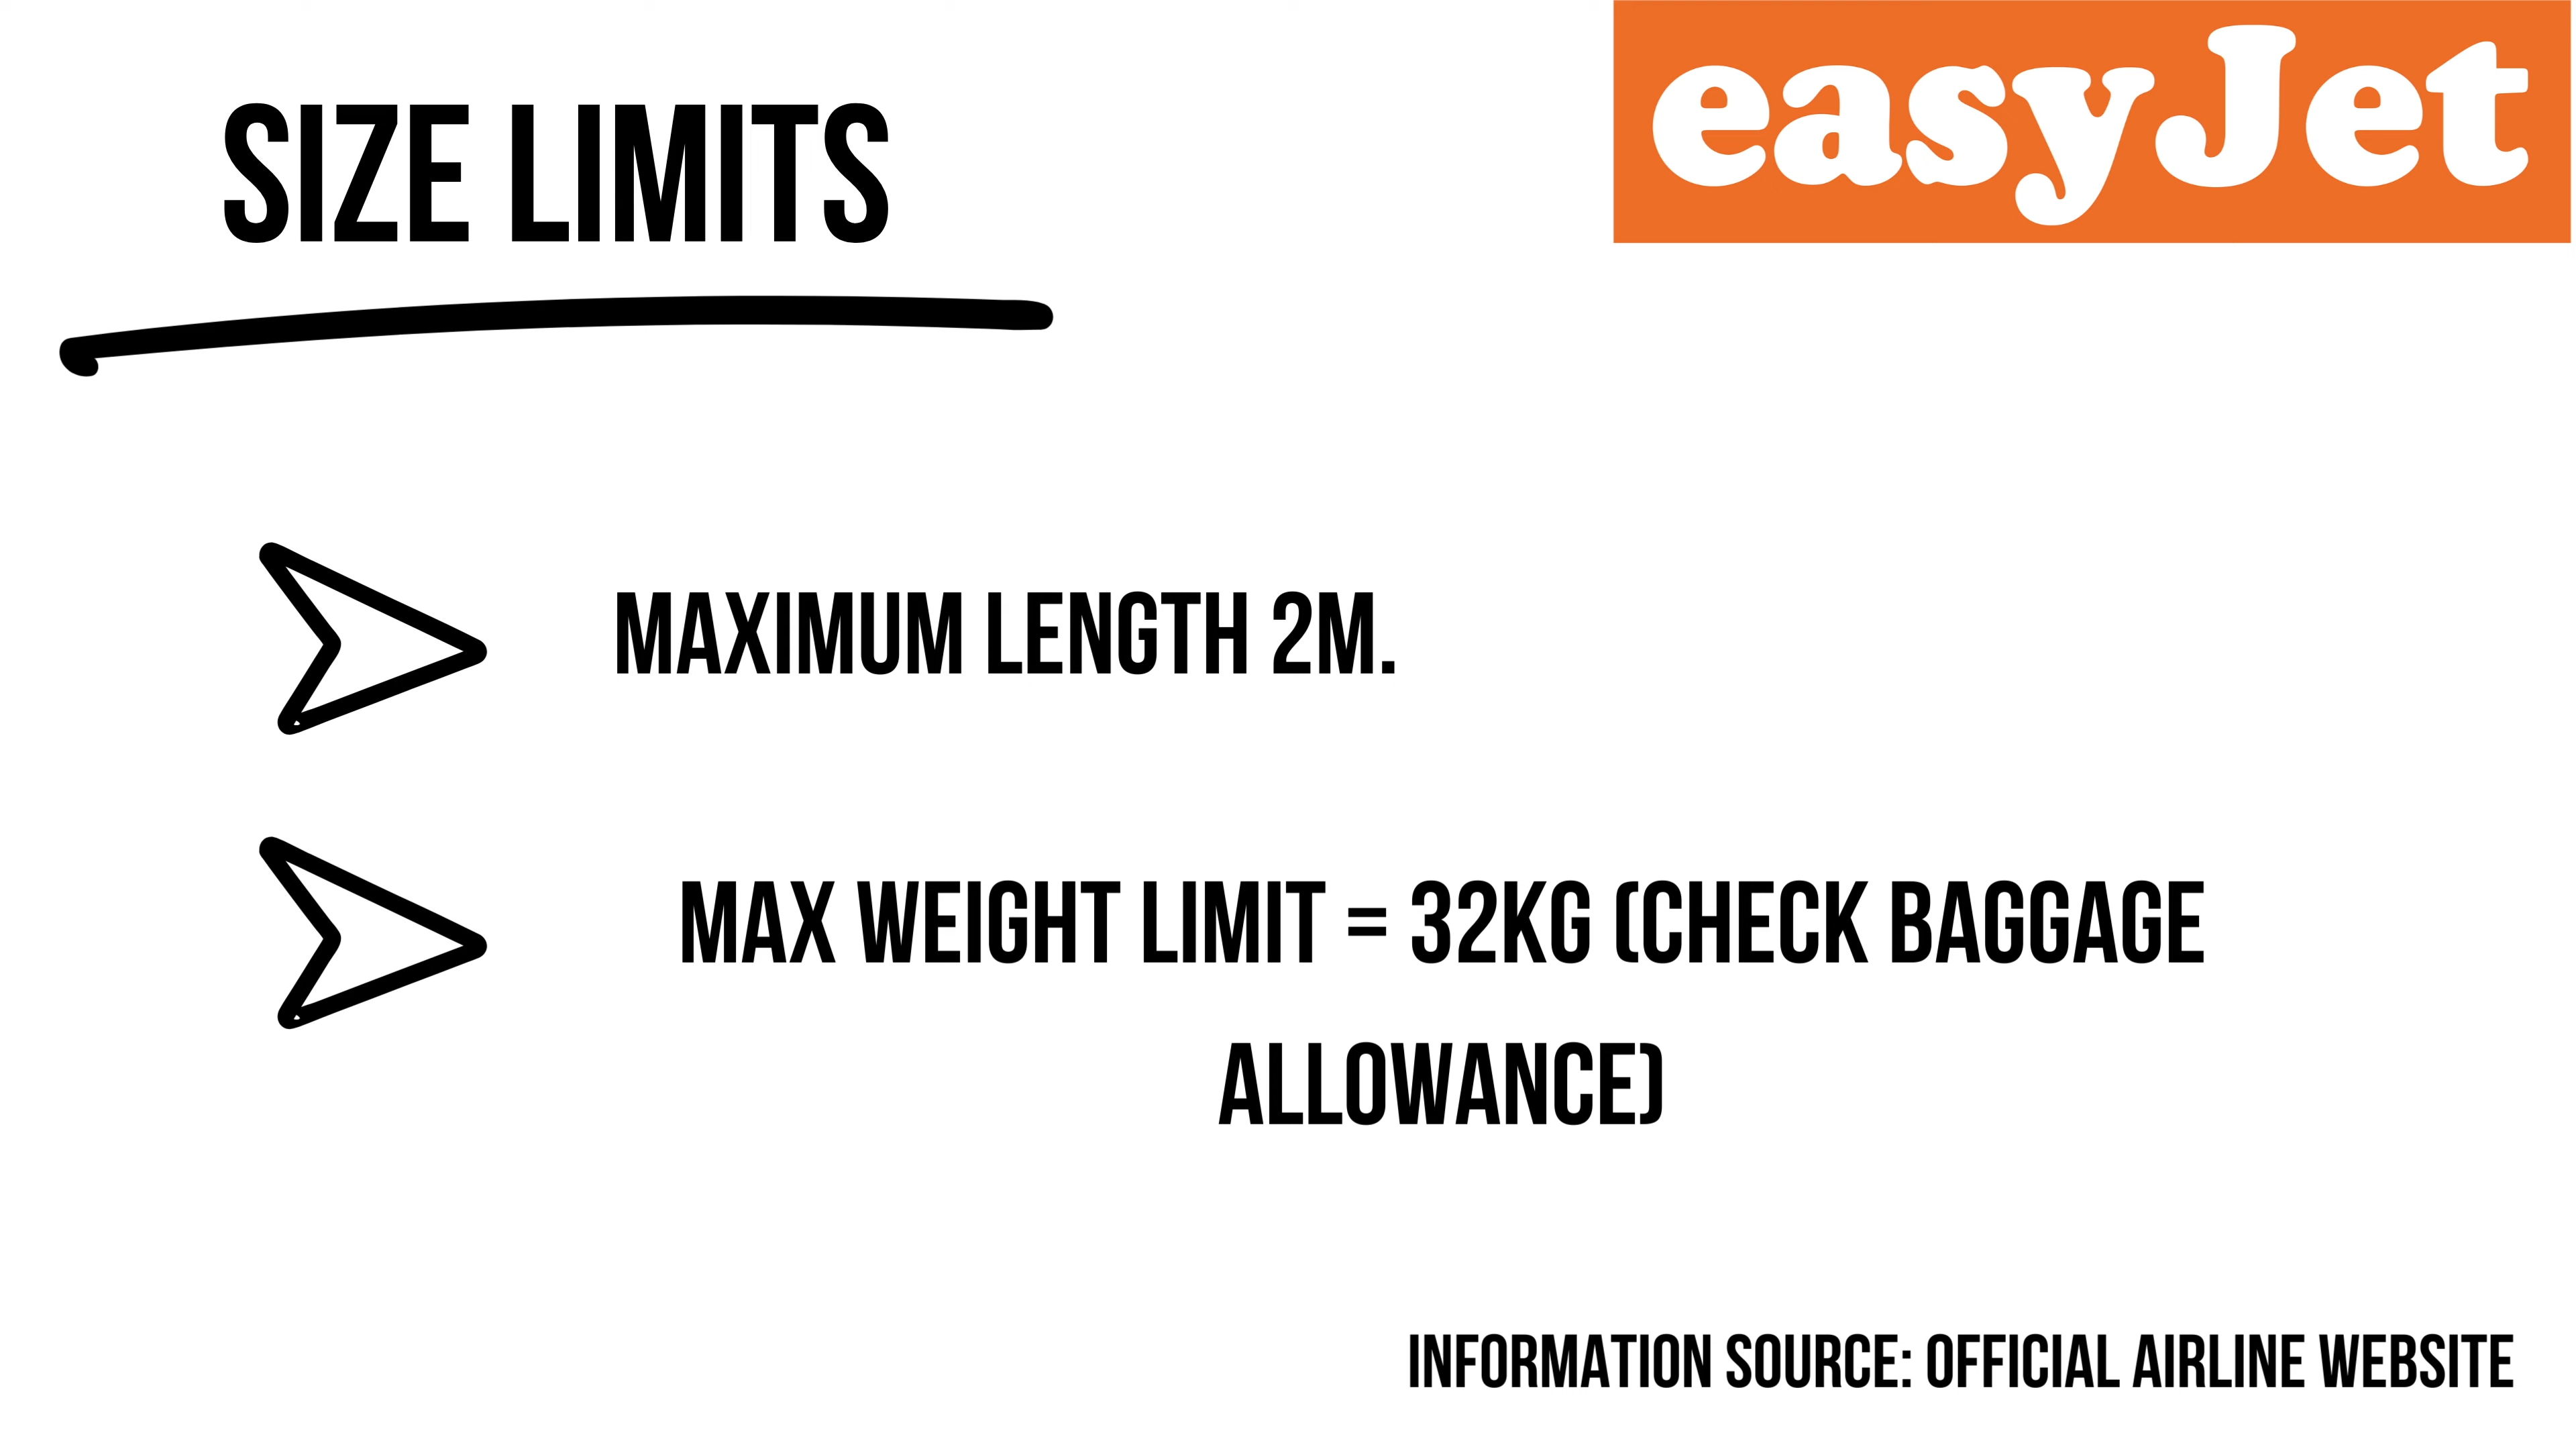 easyJet
SIZE LIMITS
MAXIMUM LENGTH 2M.
MAX WEIGHT LIMIT = 32KG (CHECK BAGGAGE
ALLOWANCE)
INFORMATION SOURCE: OFFICIAL AIRLINE WEBSITE